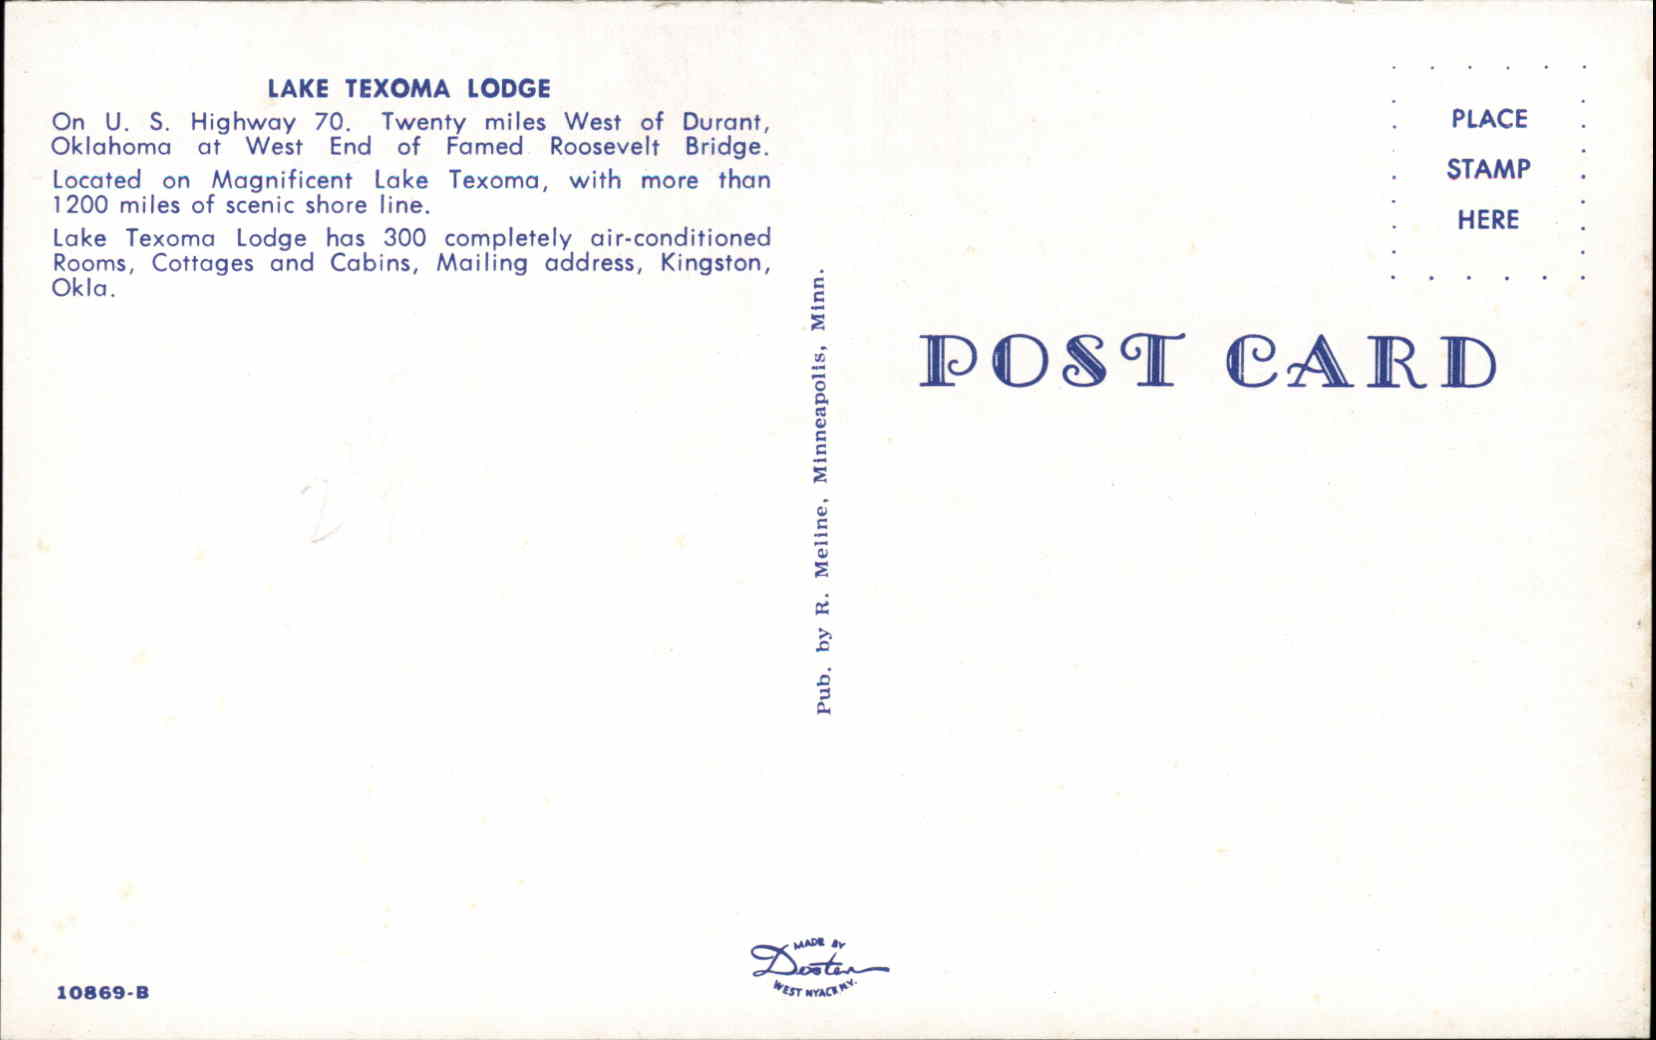 LAKE TEXOMA LODGE
On U. S. Highway 70. Twenty miles West of Durant,
Oklahoma at West End of Famed Roosevelt Bridge.
Located on Magnificent Lake Texoma, with more than
1200 miles of scenic shore line.
Lake Texoma Lodge has 300 completely air-conditioned
Rooms, Cottages and Cabins, Mailing address, Kingston,
Okla.
10869-B
Pub. by R. Meline, Minneapolis, Minn.
MADE BY
Dexter
WEST NYACK N.Y.
PLACE
STAMP
HERE
POST CARD